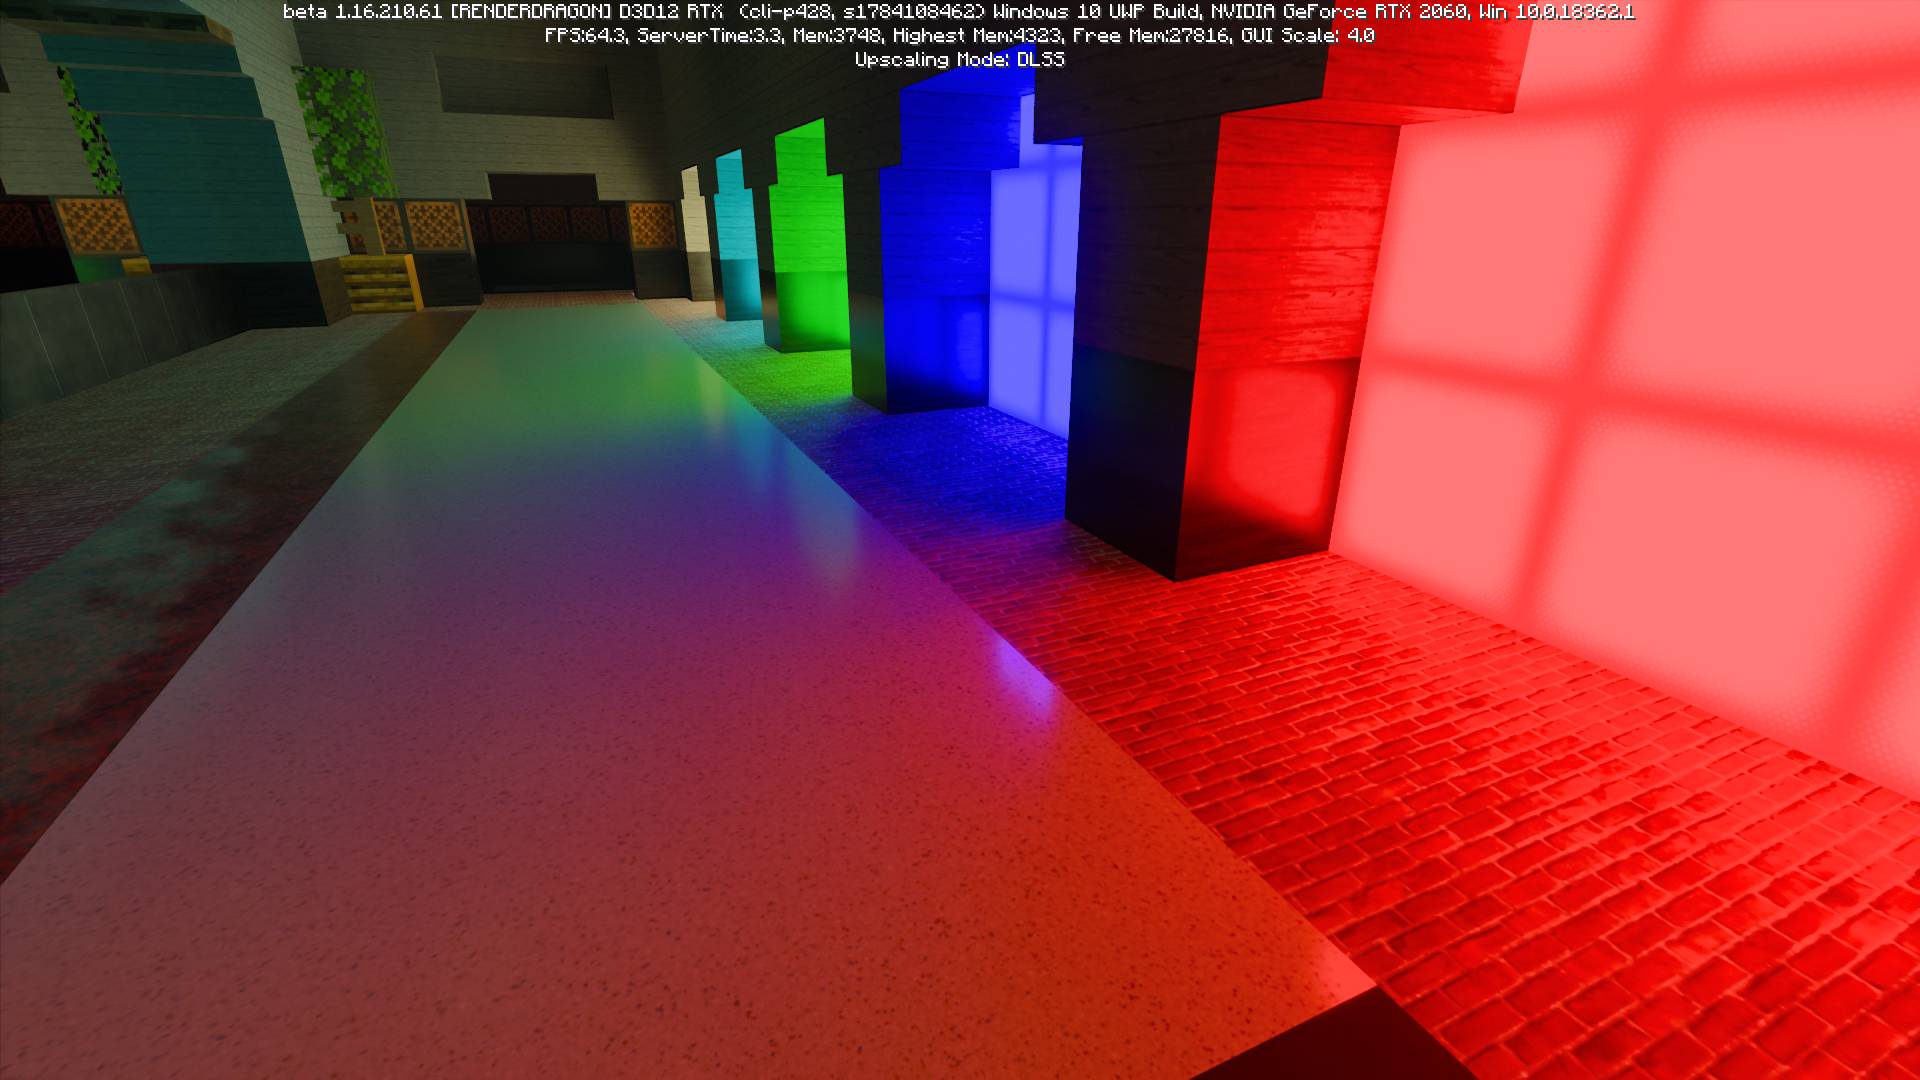 beta 1.16.210.61 [RENDERDRAGON] D3D12 RTX (cli-p428, s1784108462) Windows 10 UWP Build, NVIDIA GeForce RTX 2060, Win 10.0.18362.1
FPS:64.3, ServerTime:3.3, Mem:3748, Highest Mem:4323, Free Mem:27816, GUI Scale: 4.0
Upscaling Mode: DLSS